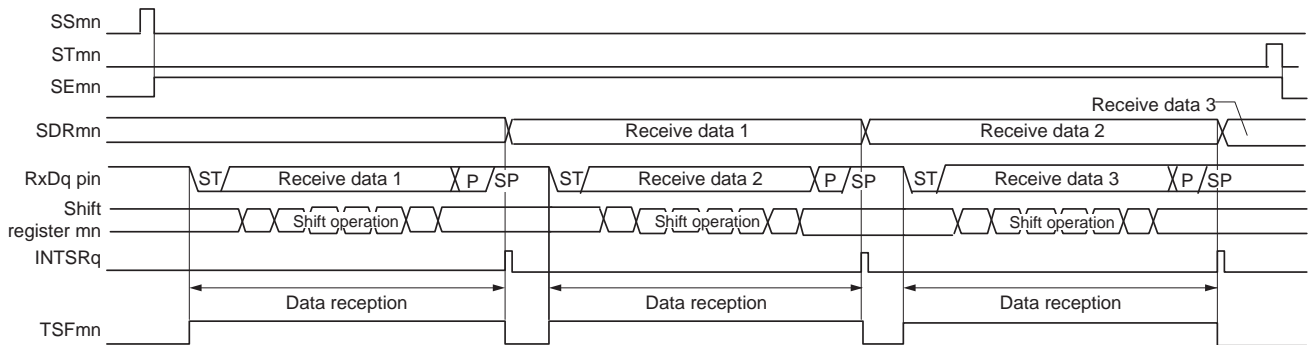 SSmn
STmn
SEmn
Receive data 3
SDRmn Receive data 1 Receive data 2
RxDq pin ST Receive data 1 P SP ST Receive data 2 P SP ST Receive data 3 P SP
Shift
register mn Shift operation Shift operation Shift operation
INTSRq
Data reception Data reception Data reception
TSFmn